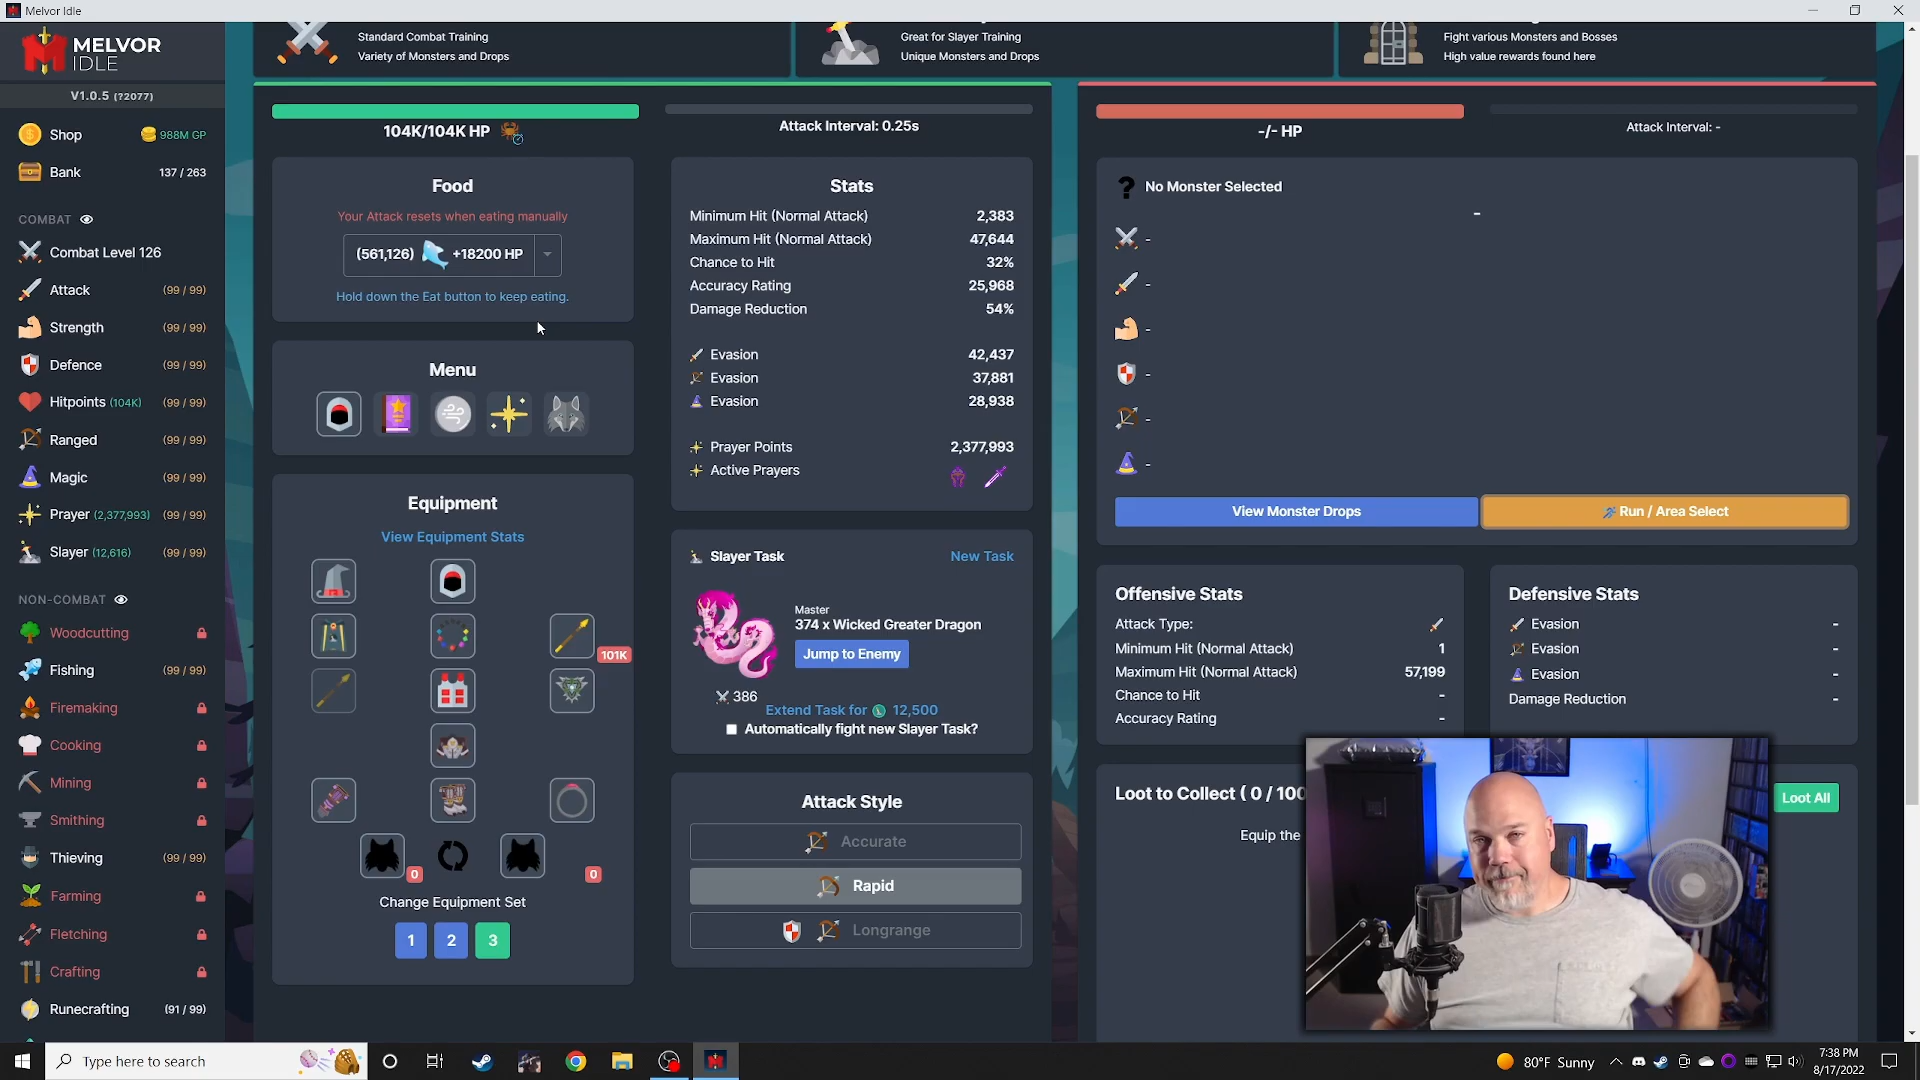 Melvor Idle
MELVOR
IDLE
V1.0.5 (?2077)
Shop 988M GP
Bank 137 / 263
COMBAT
Combat Level 126
Attack (99 / 99)
Strength (99 / 99)
Defence (99 / 99)
Hitpoints (104K) (99 / 99)
Ranged (99 / 99)
Magic (99 / 99)
Prayer (2,377,993) (99 / 99)
Slayer (12,616) (99 / 99)
NON-COMBAT
Woodcutting
Fishing (99 / 99)
Firemaking
Cooking
Mining
Smithing
Thieving (99 / 99)
Farming
Fletching
Crafting
Runecrafting (91 / 99)
Standard Combat Training
Variety of Monsters and Drops
Great for Slayer Training
Unique Monsters and Drops
Fight various Monsters and Bosses
High value rewards found here
104K/104K HP
Attack Interval: 0.25s
Food
Your Attack resets when eating manually
(561,126) +18200 HP
Hold down the Eat button to keep eating.
Menu
Equipment
View Equipment Stats
101K
0
0
Change Equipment Set
1 2 3
Stats
Minimum Hit (Normal Attack) 2,383
Maximum Hit (Normal Attack) 47,644
Chance to Hit 32%
Accuracy Rating 25,968
Damage Reduction 54%
Evasion 42,437
Evasion 37,881
Evasion 28,938
Prayer Points 2,377,993
Active Prayers
Slayer Task New Task
Master
374 x Wicked Greater Dragon
Jump to Enemy
386
Extend Task for 12,500
Automatically fight new Slayer Task?
Attack Style
Accurate
Rapid
Longrange
-/- HP
Attack Interval: -
? No Monster Selected
-
-
-
-
-
-
-
View Monster Drops
Run / Area Select
Offensive Stats
Attack Type:
Minimum Hit (Normal Attack) 1
Maximum Hit (Normal Attack) 57,199
Chance to Hit -
Accuracy Rating -
Defensive Stats
Evasion -
Evasion -
Evasion -
Damage Reduction -
Loot to Collect ( 0 / 100
Loot All
Equip the
Type here to search
80°F Sunny
7:38 PM
8/17/2022